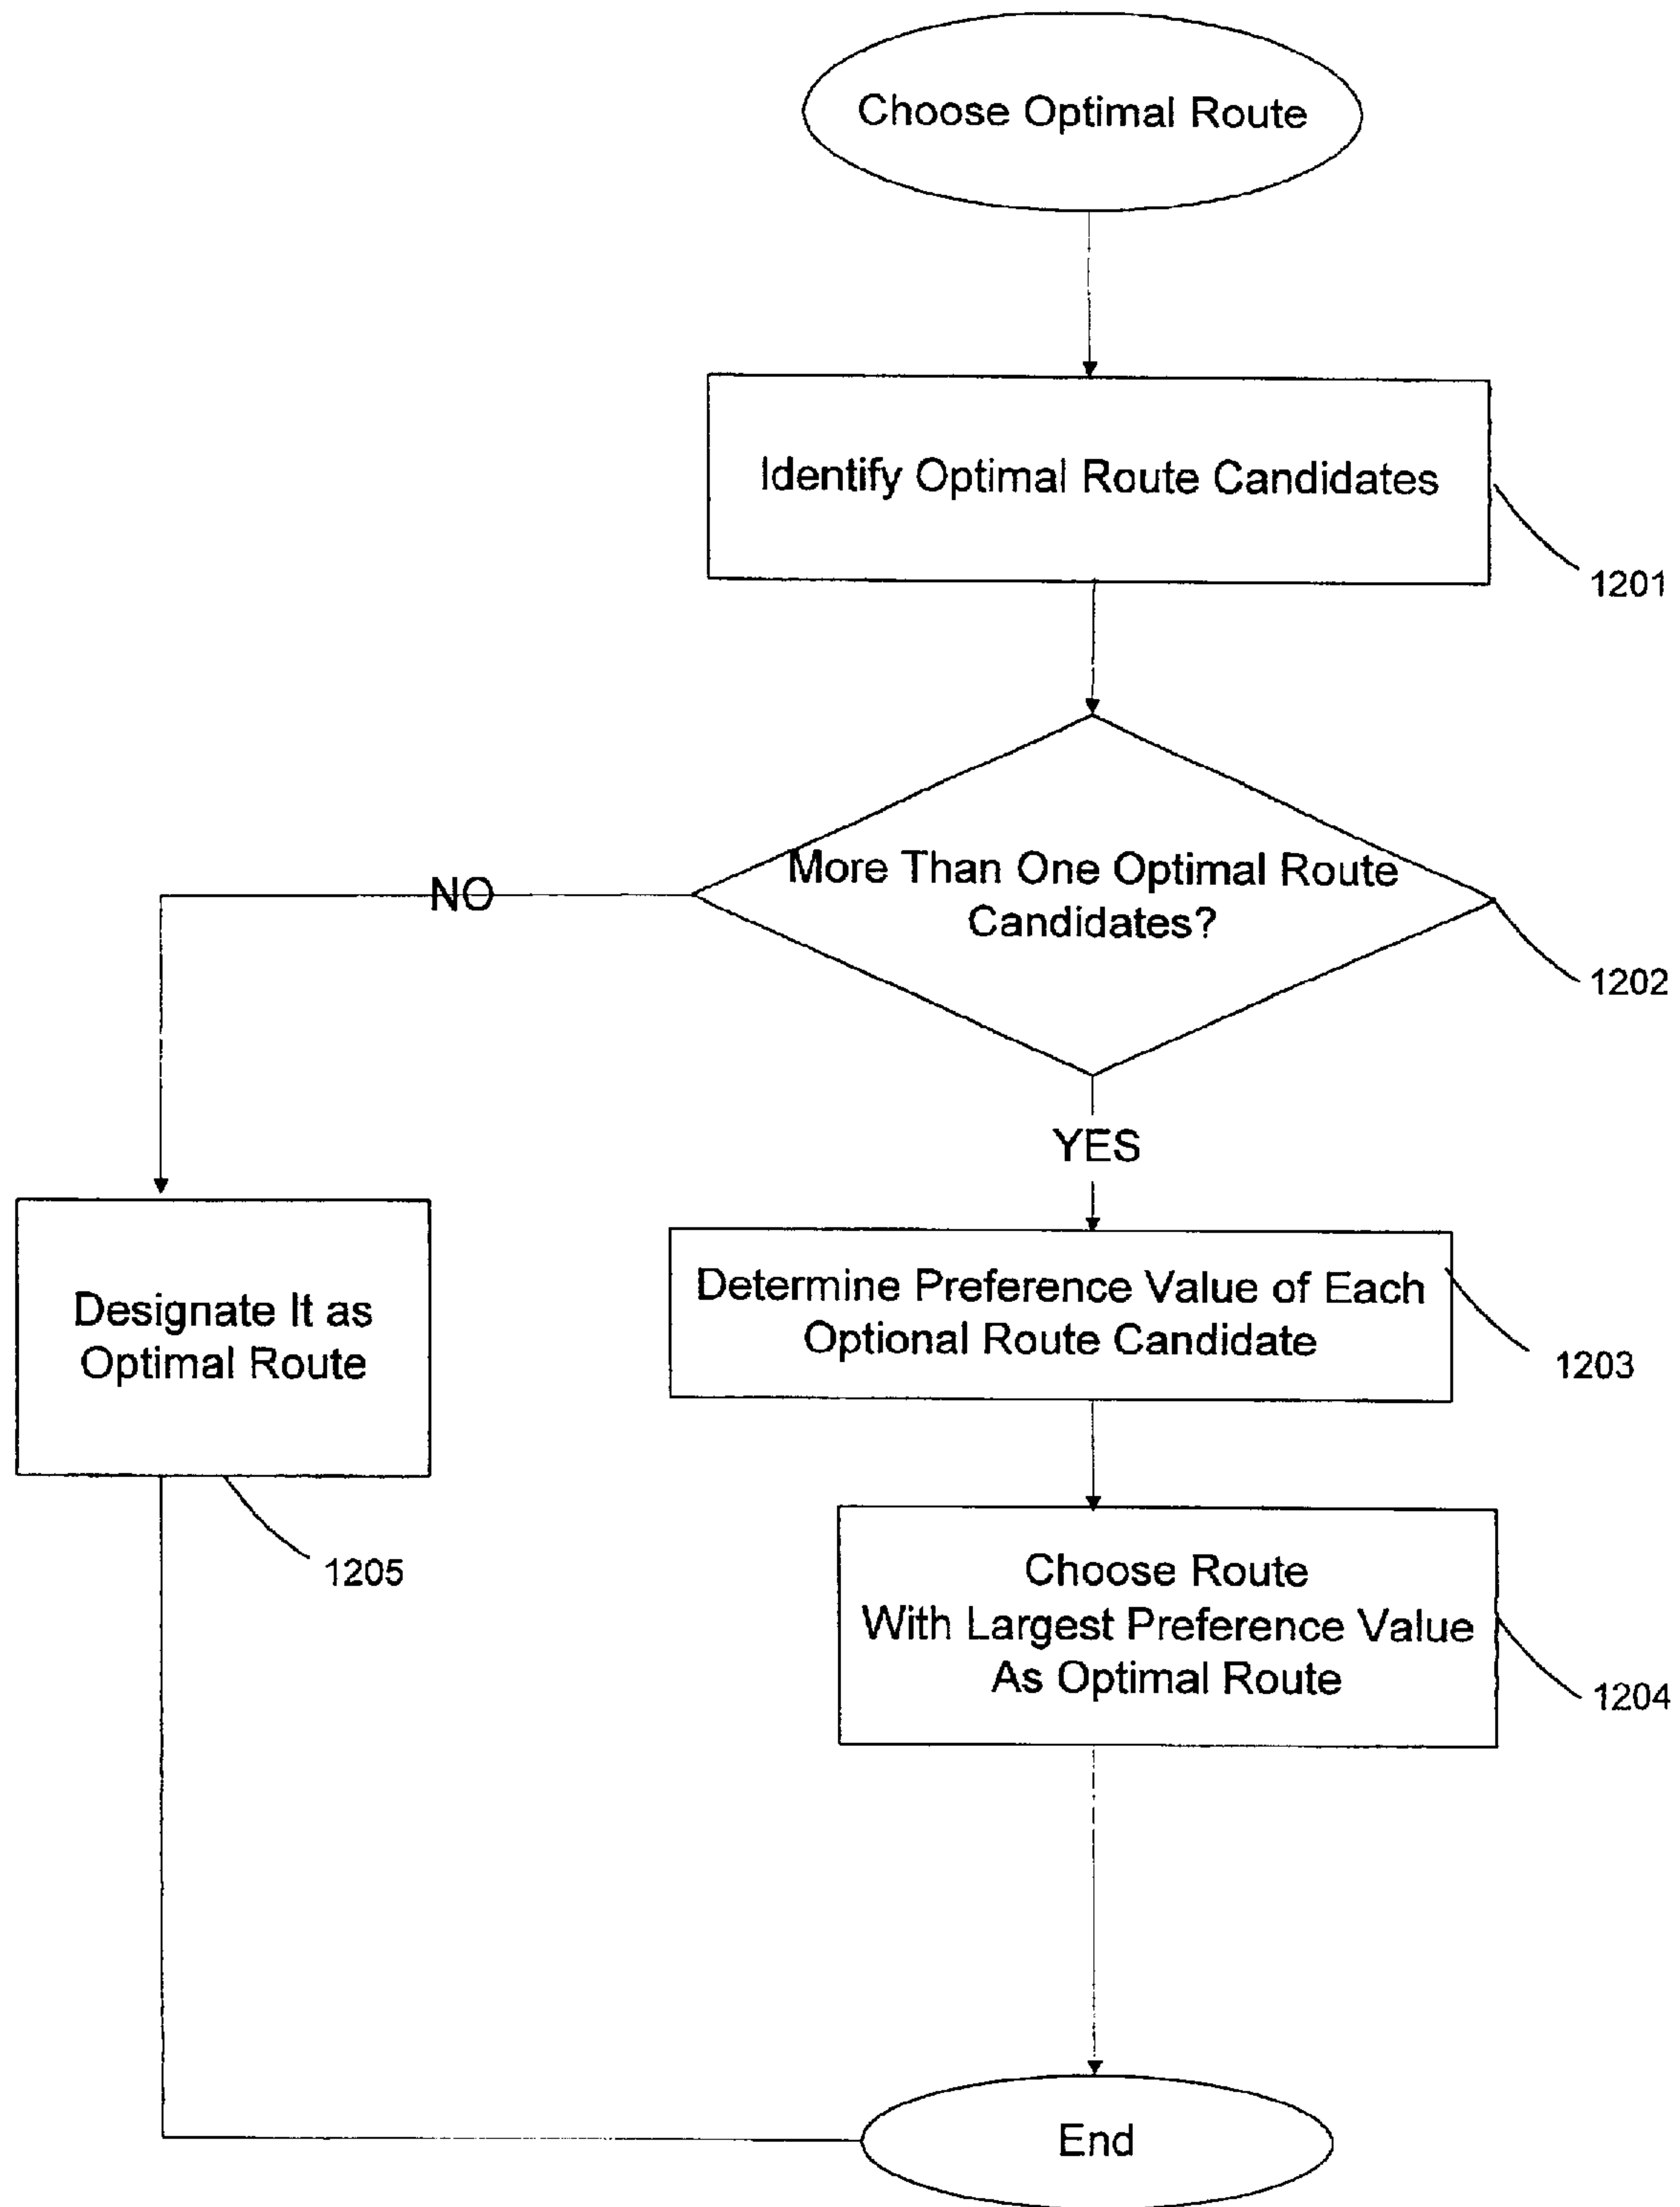 Choose Optimal Route
Identify Optimal Route Candidates
1201
More Than One Optimal Route
Candidates?
NO
1202
YES
Designate It as
Optimal Route
1205
Determine Preference Value of Each
Optional Route Candidate
1203
Choose Route
With Largest Preference Value
As Optimal Route
1204
End